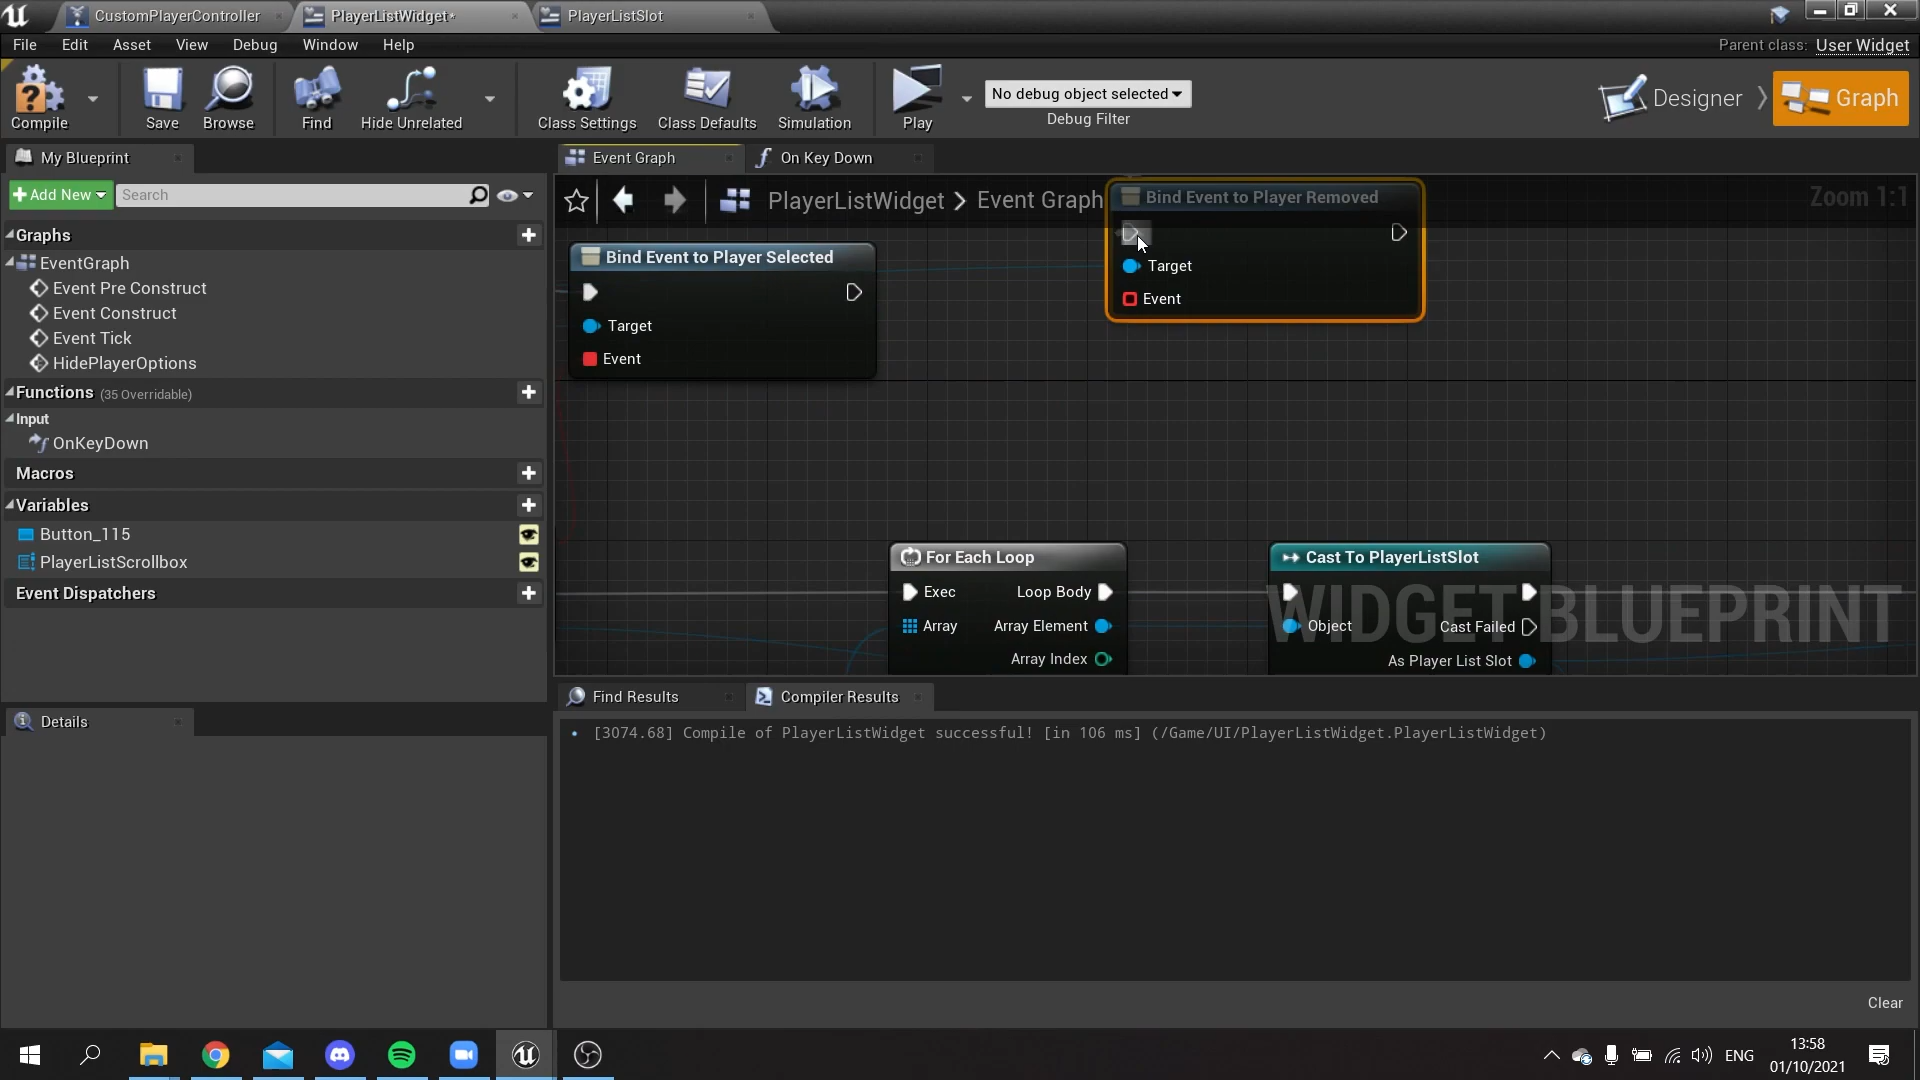 CustomPlayerController
PlayerListWidget*
PlayerListSlot
File Edit Asset View Debug Window Help
Parent class: User Widget
Compile
Save
Browse
Find
Hide Unrelated
Class Settings
Class Defaults
Simulation
Play
No debug object selected
Debug Filter
Designer
Graph
My Blueprint
Event Graph
On Key Down
Add New
Search
PlayerListWidget > Event Graph
Zoom 1:1
Graphs
EventGraph
Event Pre Construct
Event Construct
Event Tick
HidePlayerOptions
Functions (35 Overridable)
Input
OnKeyDown
Macros
Variables
Button_115
PlayerListScrollbox
Event Dispatchers
Bind Event to Player Selected
Target
Event
Bind Event to Player Removed
Target
Event
For Each Loop
Exec Loop Body
Array Array Element
Array Index
Cast To PlayerListSlot
Object Cast Failed
As Player List Slot
WIDGET BLUEPRINT
Details
Find Results
Compiler Results
[3074.68] Compile of PlayerListWidget successful! [in 106 ms] (/Game/UI/PlayerListWidget.PlayerListWidget)
Clear
ENG
13:58
01/10/2021